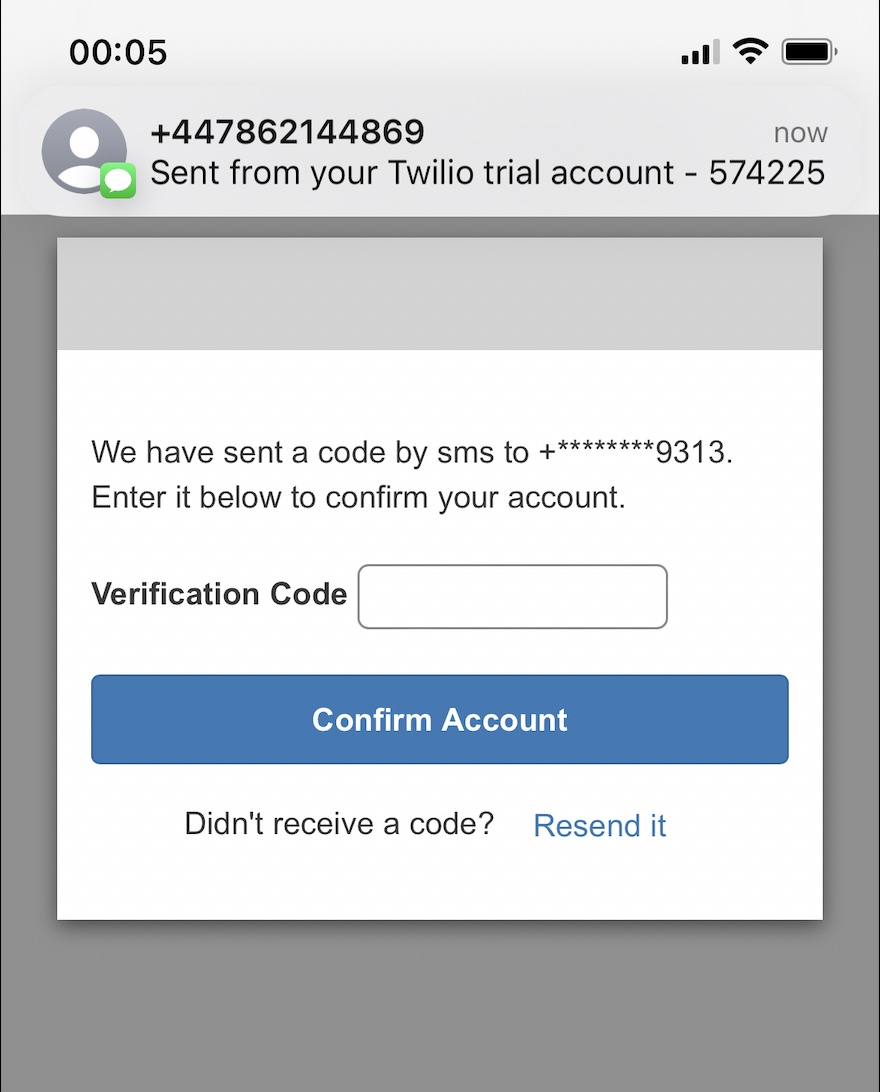 00:05
+447862144869
now
Sent from your Twilio trial account - 574225
We have sent a code by sms to +********9313.
Enter it below to confirm your account.
Verification Code
Confirm Account
Didn't receive a code? Resend it